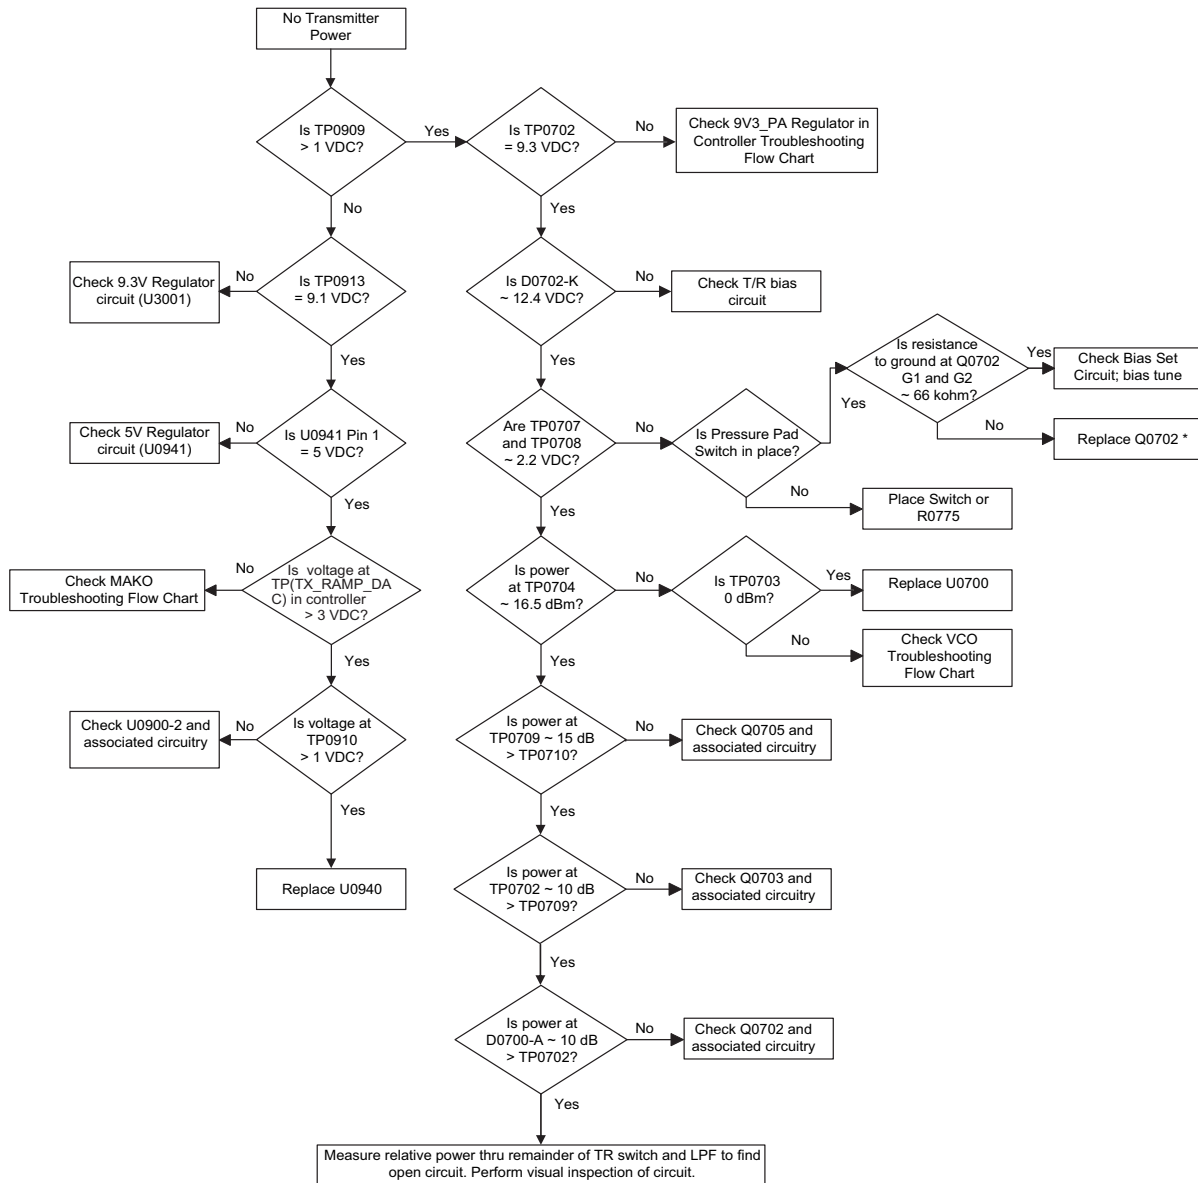 No Transmitter
Power
Is TP0909
> 1 VDC?
Yes
Is TP0702
= 9.3 VDC?
No
Check 9V3_PA Regulator in
Controller Troubleshooting
Flow Chart
No
Yes
Check 9.3V Regulator
circuit (U3001)
No
Is TP0913
= 9.1 VDC?
Is D0702-K
~ 12.4 VDC?
No
Check T/R bias
circuit
Yes
Yes
Is resistance
to ground at Q0702
G1 and G2
~ 66 kohm?
Yes
Check Bias Set
Circuit; bias tune
No
Replace Q0702 *
Check 5V Regulator
circuit (U0941)
No
Is U0941 Pin 1
= 5 VDC?
Are TP0707
and TP0708
~ 2.2 VDC?
No
Is Pressure Pad
Switch in place?
Yes
No
Place Switch or
R0775
Yes
Yes
Check MAKO
Troubleshooting Flow Chart
No
Is voltage at
TP(TX_RAMP_DA
C) in controller
> 3 VDC?
Is power
at TP0704
~ 16.5 dBm?
No
Is TP0703
0 dBm?
Yes
Replace U0700
No
Check VCO
Troubleshooting
Flow Chart
Yes
Yes
Check U0900-2 and
associated circuitry
No
Is voltage at
TP0910
> 1 VDC?
Is power at
TP0709 ~ 15 dB
> TP0710?
No
Check Q0705 and
associated circuitry
Yes
Yes
Replace U0940
Is power at
TP0702 ~ 10 dB
> TP0709?
No
Check Q0703 and
associated circuitry
Yes
Is power at
D0700-A ~ 10 dB
> TP0702?
No
Check Q0702 and
associated circuitry
Yes
Measure relative power thru remainder of TR switch and LPF to find
open circuit. Perform visual inspection of circuit.